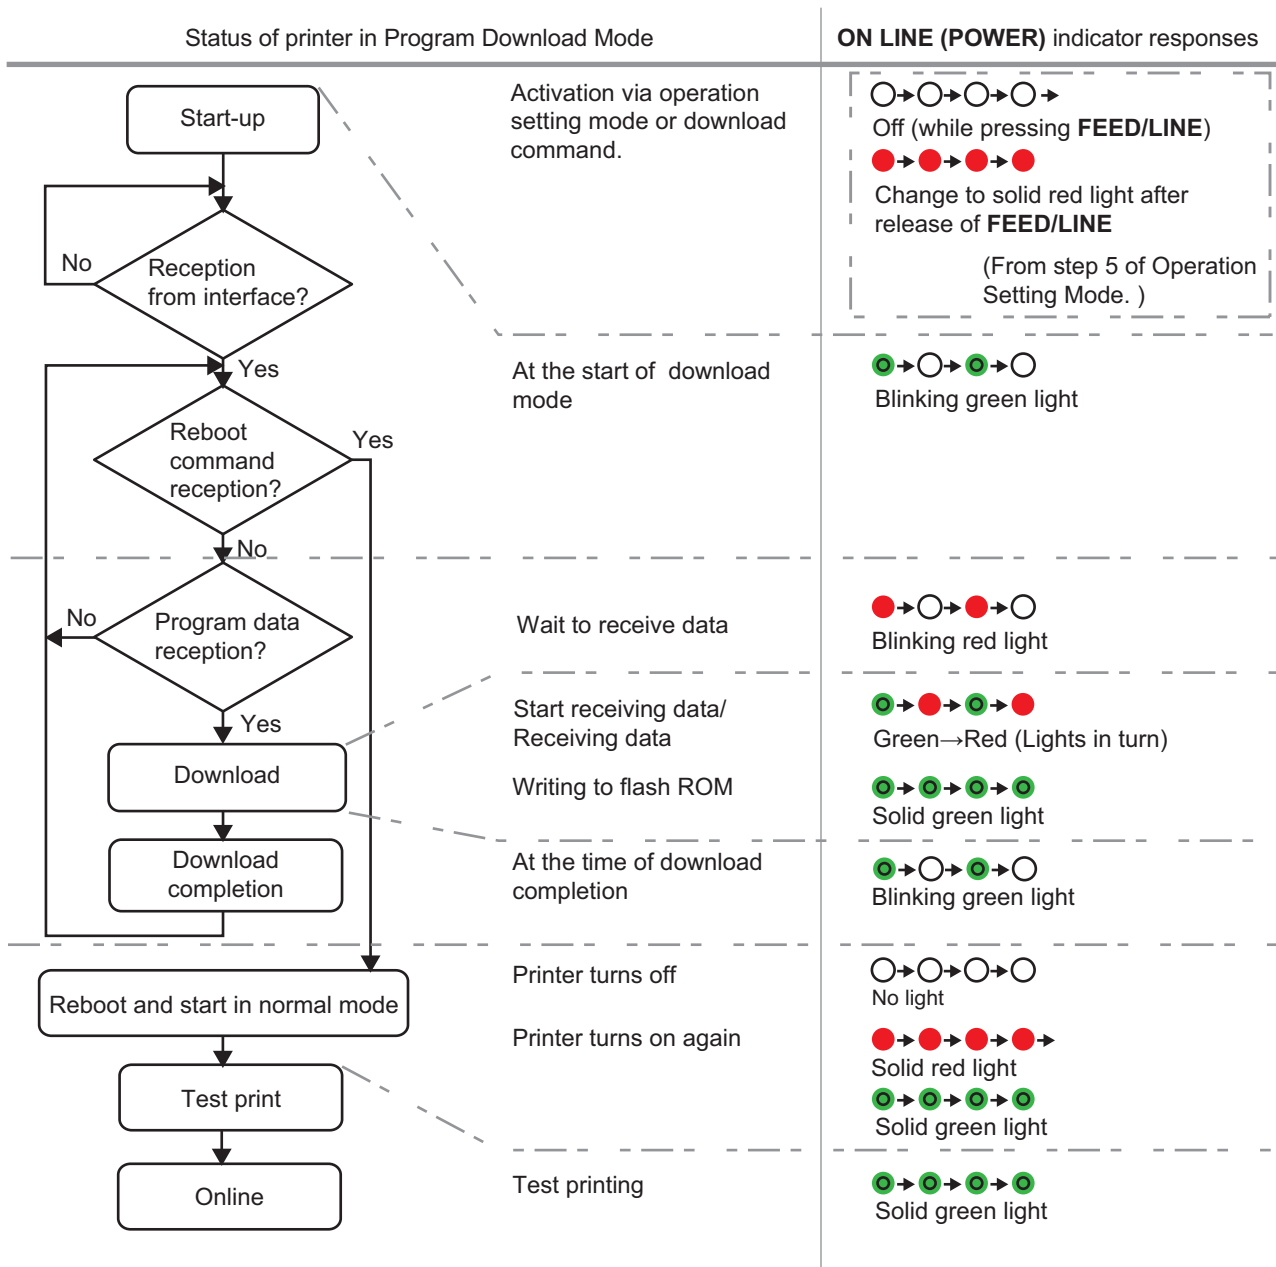 Status of printer in Program Download Mode
ON LINE (POWER) indicator responses
Start-up
Activation via operation
setting mode or download
command.
Off (while pressing FEED/LINE)
Change to solid red light after
release of FEED/LINE
(From step 5 of Operation
Setting Mode. )
No
Reception
from interface?
Yes
At the start of  download
mode
Blinking green light
Reboot
command
reception?
Yes
No
No
Program data
reception?
Wait to receive data
Blinking red light
Yes
Start receiving data/
Receiving data
Green→Red (Lights in turn)
Download
Writing to flash ROM
Solid green light
Download
completion
At the time of download
completion
Blinking green light
Printer turns off
No light
Reboot and start in normal mode
Printer turns on again
Solid red light
Test print
Solid green light
Online
Test printing
Solid green light